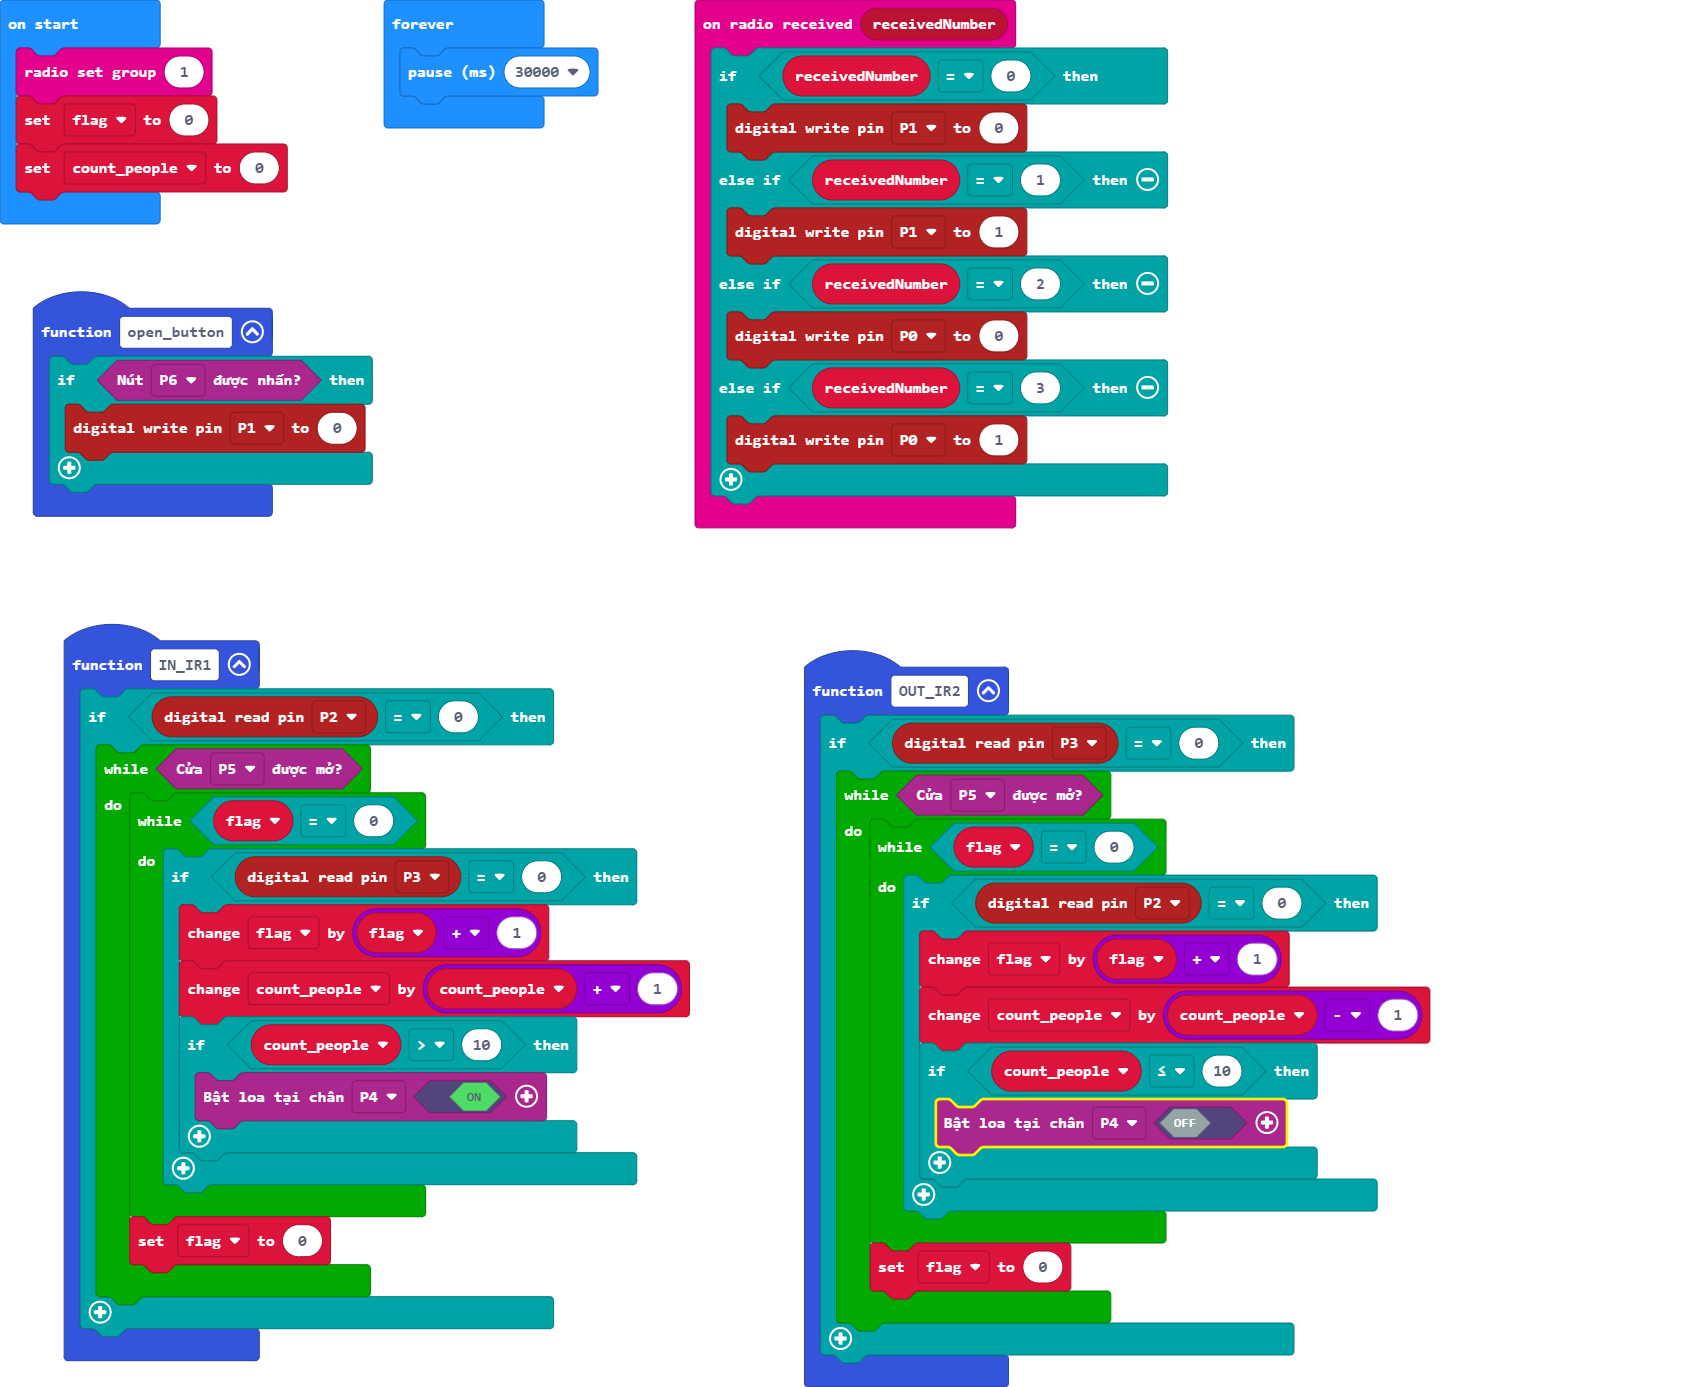 on start
radio set group 1
set flag to 0
set count_people to 0
forever
pause (ms) 30000
on radio received receivedNumber
if receivedNumber = 0 then
digital write pin P1 to 0
else if receivedNumber = 1 then
digital write pin P1 to 1
else if receivedNumber = 2 then
digital write pin P0 to 0
else if receivedNumber = 3 then
digital write pin P0 to 1
function open_button
if Nút P6 được nhấn? then
digital write pin P1 to 0
function IN_IR1
if digital read pin P2 = 0 then
while Cửa P5 được mở?
do
while flag = 0
do
if digital read pin P3 = 0 then
change flag by flag + 1
change count_people by count_people + 1
if count_people > 10 then
Bật loa tại chân P4 ON
set flag to 0
function OUT_IR2
if digital read pin P3 = 0 then
while Cửa P5 được mở?
do
while flag = 0
do
if digital read pin P2 = 0 then
change flag by flag + 1
change count_people by count_people - 1
if count_people ≤ 10 then
Bật loa tại chân P4 OFF
set flag to 0